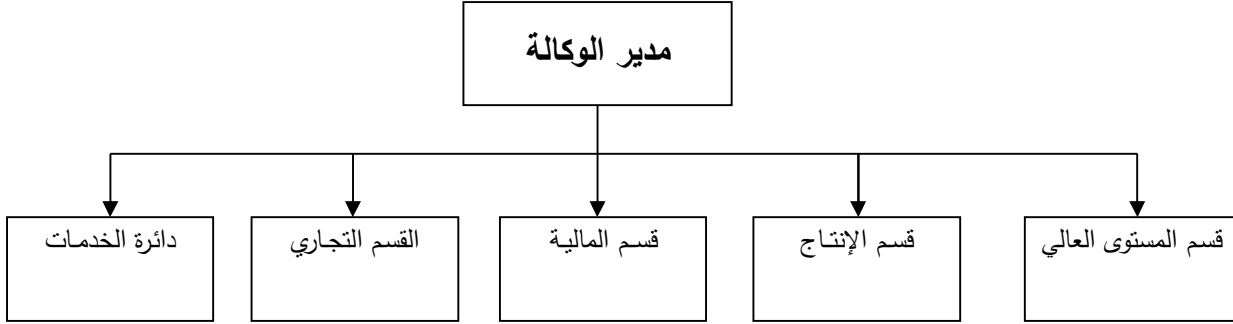 مدير الوكالة
قسم المستوى العالي
قسم الإنتاج
قسم المالية
القسم التجاري
دائرة الخدمات